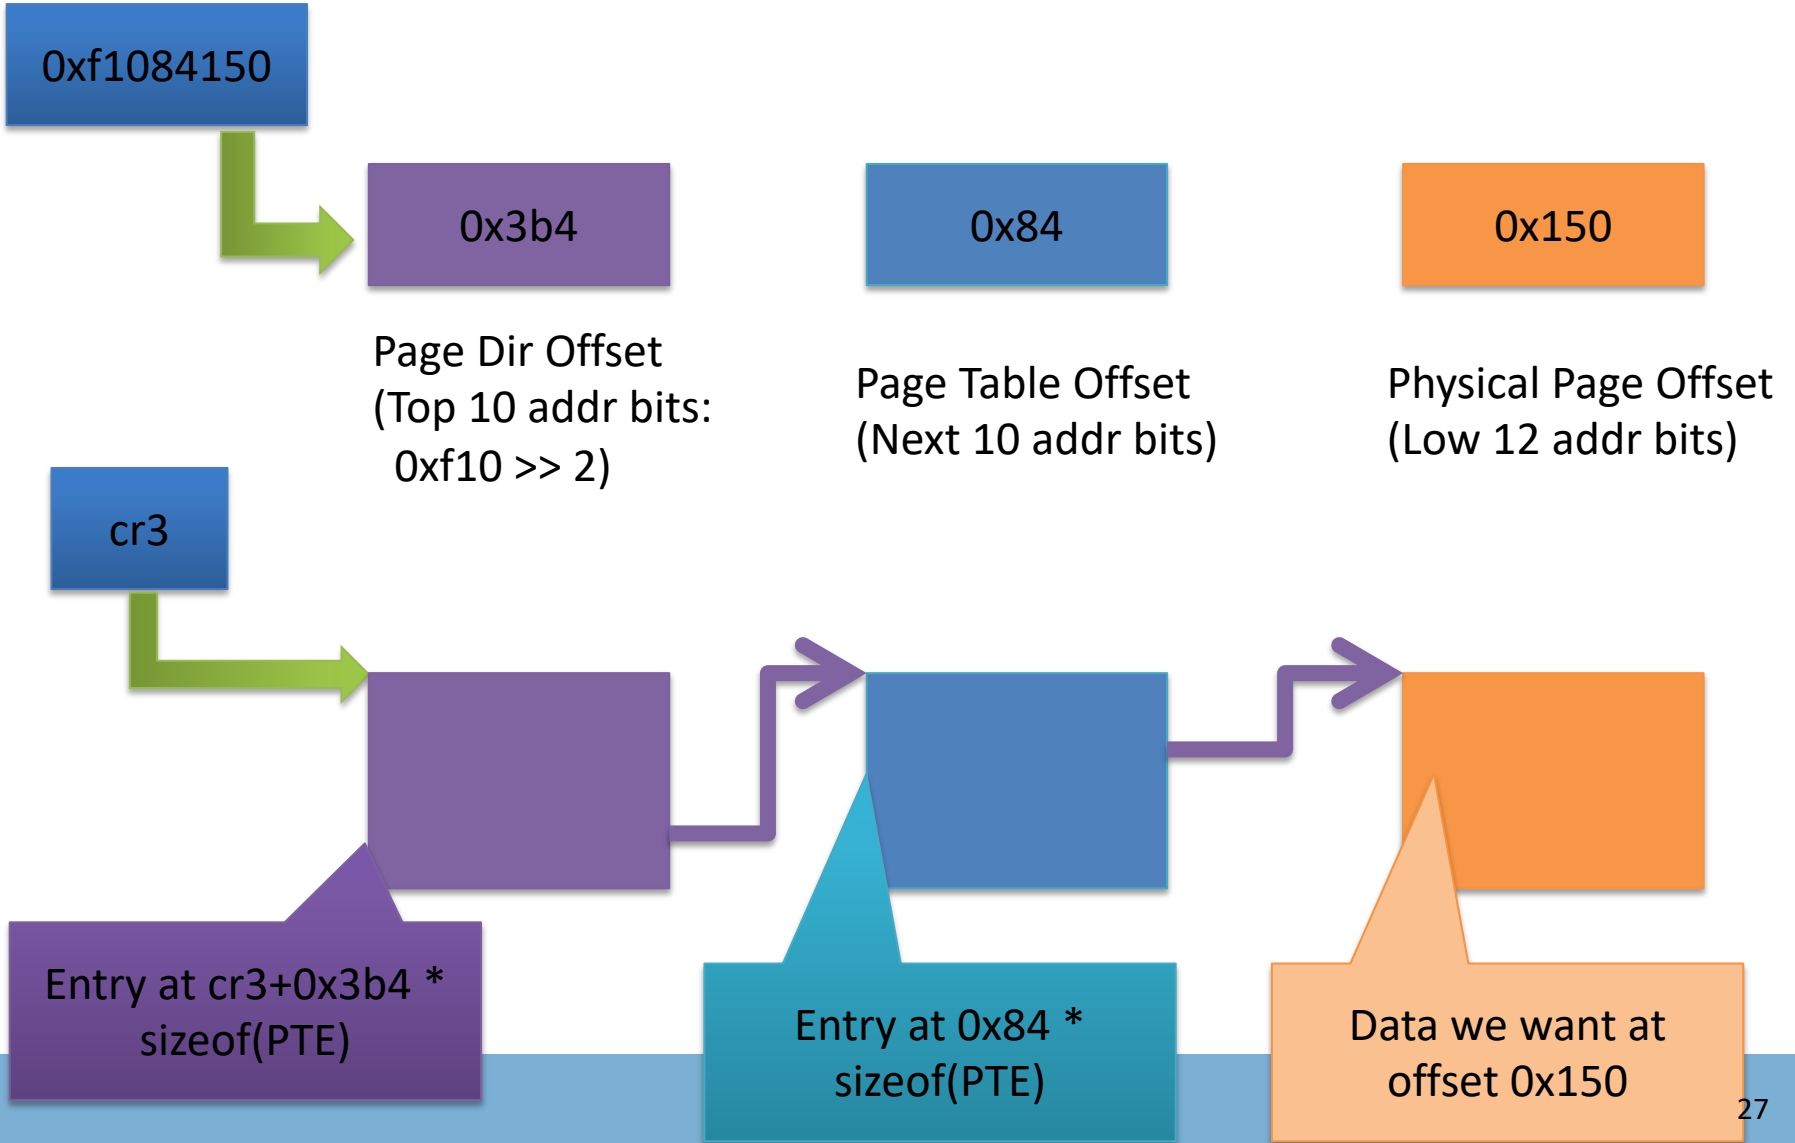 0xf1084150
0x3b4
0x84
0x150
Page Dir Offset
(Top 10 addr bits:
0xf10 >> 2)
Page Table Offset
(Next 10 addr bits)
Physical Page Offset
(Low 12 addr bits)
cr3
Entry at cr3+0x3b4 *
sizeof(PTE)
Entry at 0x84 *
sizeof(PTE)
Data we want at
offset 0x150
27